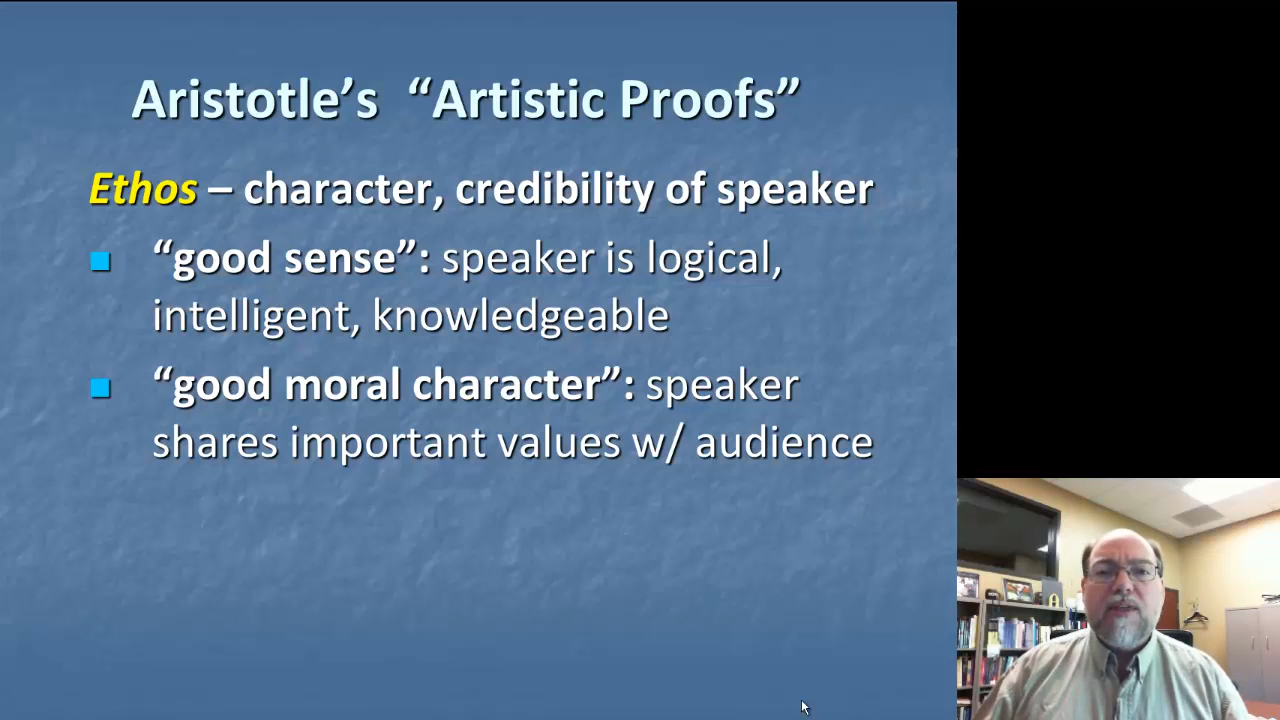 Aristotle’s “Artistic Proofs”
Ethos – character, credibility of speaker
“good sense”: speaker is logical,
intelligent, knowledgeable
“good moral character”: speaker
shares important values w/ audience